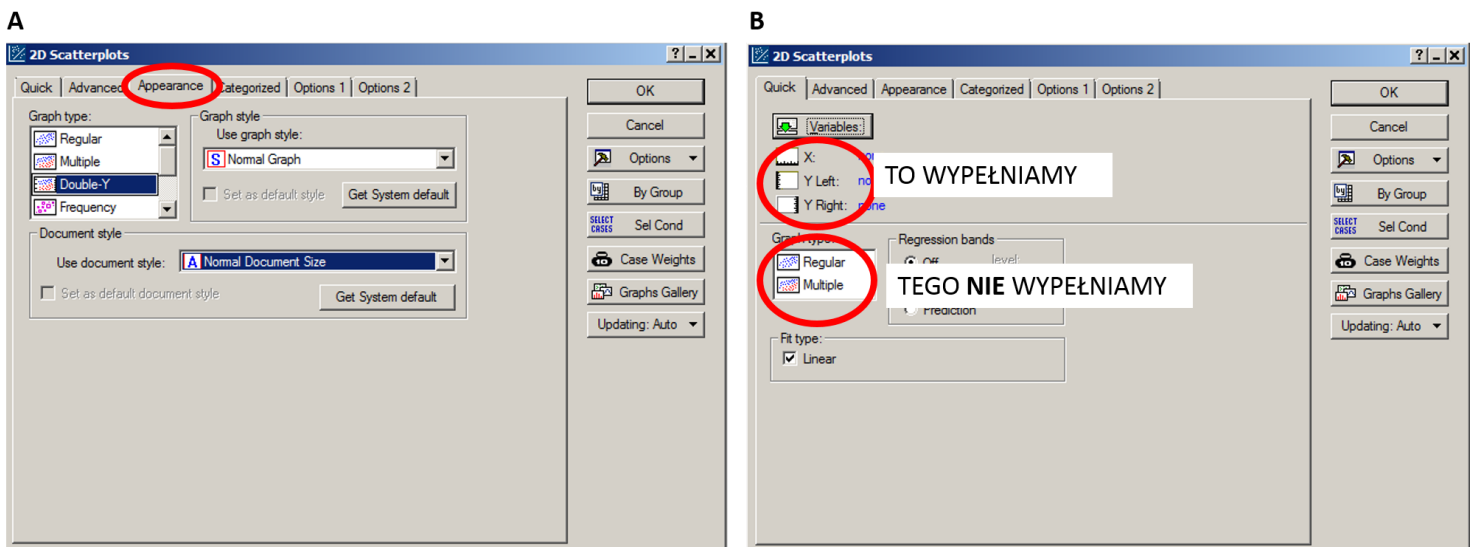 A
2D Scatterplots
Quick Advanced Appearance Categorized Options 1 Options 2
Graph type:
Regular
Multiple
Double-Y
Frequency
Graph style
Use graph style:
S Normal Graph
Set as default style Get System default
Document style
Use document style: A Normal Document Size
Set as default document style Get System default
OK
Cancel
Options
by By Group
SELECT CASES Sel Cond
Case Weights
Graphs Gallery
Updating: Auto
B
2D Scatterplots
Quick Advanced Appearance Categorized Options 1 Options 2
Variables:
X:
Y Left:
Y Right: none
TO WYPEŁNIAMY
Graph type:
Regular
Multiple
Regression bands
Off level:
TEGO NIE WYPEŁNIAMY
Prediction
Fit type:
Linear
OK
Cancel
Options
by By Group
SELECT CASES Sel Cond
Case Weights
Graphs Gallery
Updating: Auto